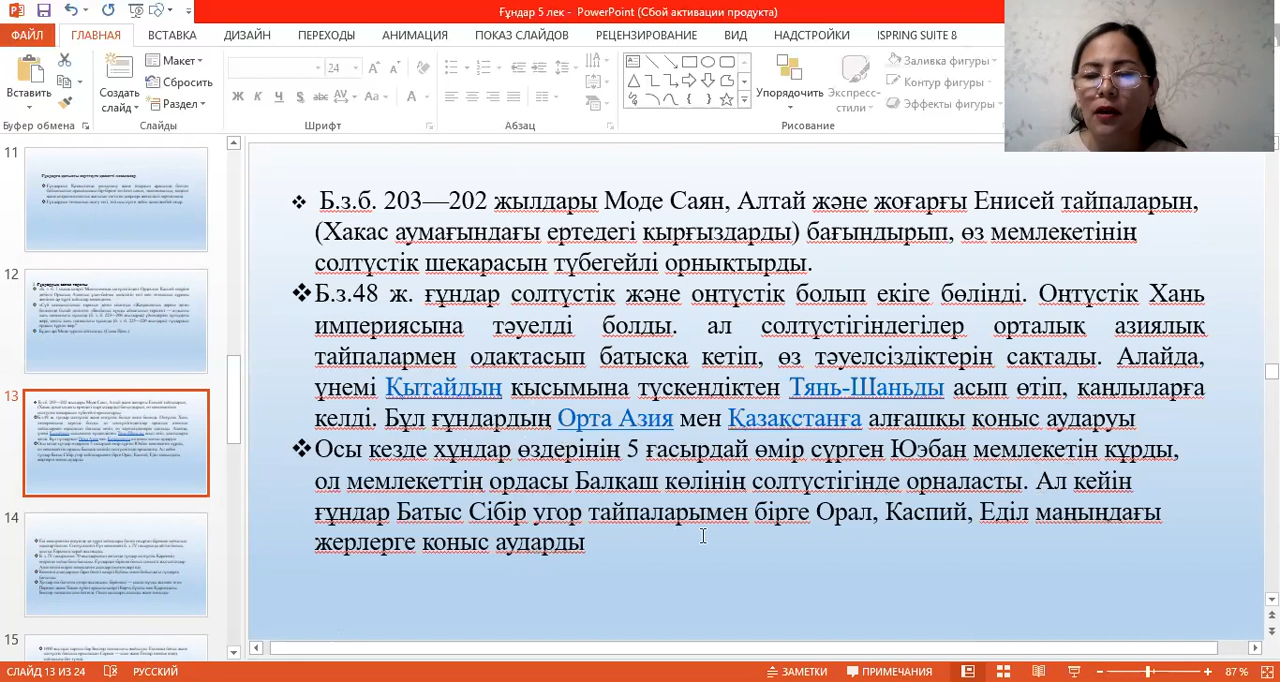 Ғұндар 5 лек - PowerPoint (Сбой активации продукта)
ФАЙЛ ГЛАВНАЯ ВСТАВКА ДИЗАЙН ПЕРЕХОДЫ АНИМАЦИЯ ПОКАЗ СЛАЙДОВ РЕЦЕНЗИРОВАНИЕ ВИД НАДСТРОЙКИ ISPRING SUITE 8
Вставить
Создать слайд
Макет
Сбросить
Раздел
24
Упорядочить
Экспресс-стили
Заливка фигуры
Контур фигуры
Эффекты фигуры
Буфер обмена Слайды Шрифт Абзац Рисование
11
12
13
14
15
Б.з.б. 203—202 жылдары Моде Саян, Алтай және жоғарғы Енисей тайпаларын,
(Хакас аумағындағы ертедегі қырғыздарды) бағындырып, өз мемлекетінің
солтүстік шеқарасын түбегейлі орнықтырды.
Б.з.48 ж. ғұндар солтүстік және оңтүстік болып екіге бөлінді. Оңтүстік Хань
империясына тәуелді болды. ал солтүстігіндегілер орталық азиялық
тайпалармен одақтасып батысқа кетіп, өз тәуелсіздіктерін сақтады. Алайда,
үнемі Қытайдың қысымына түскендіктен Тянь-Шаньды асып өтіп, қаңлыларға
келді. Бұл ғұндардың Орта Азия мен Қазақстанға алғашқы қоныс аударуы
Осы кезде хұндар өздерінің 5 ғасырдай өмір сүрген Юэбан мемлекетін құрды,
ол мемлекеттің ордасы Балқаш көлінің солтүстігінде орналасты. Ал кейін
ғұндар Батыс Сібір угор тайпаларымен бірге Орал, Каспий, Еділ маңындағы
жерлерге қоныс аударды
СЛАЙД 13 ИЗ 24 РУССКИЙ ЗАМЕТКИ ПРИМЕЧАНИЯ 87 %